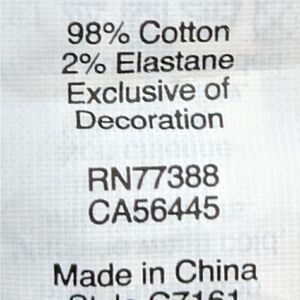 98% Cotton
2% Elastane
Exclusive of
Decoration
RN77388
CA56445
Made in China